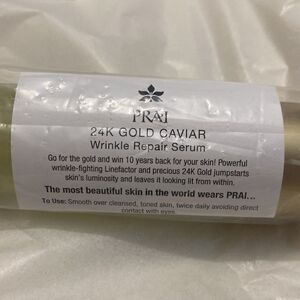 PRAI
24K GOLD CAVIAR
Wrinkle Repair Serum
Go for the gold and win 10 years back for your skin! Powerful
wrinkle-fighting Linefactor and precious 24K Gold jumpstarts
skin's luminosity and leaves it looking lit from within.
The most beautiful skin in the world wears PRAI...
To Use: Smooth over cleansed, toned skin, twice daily avoiding direct
contact with eyes.